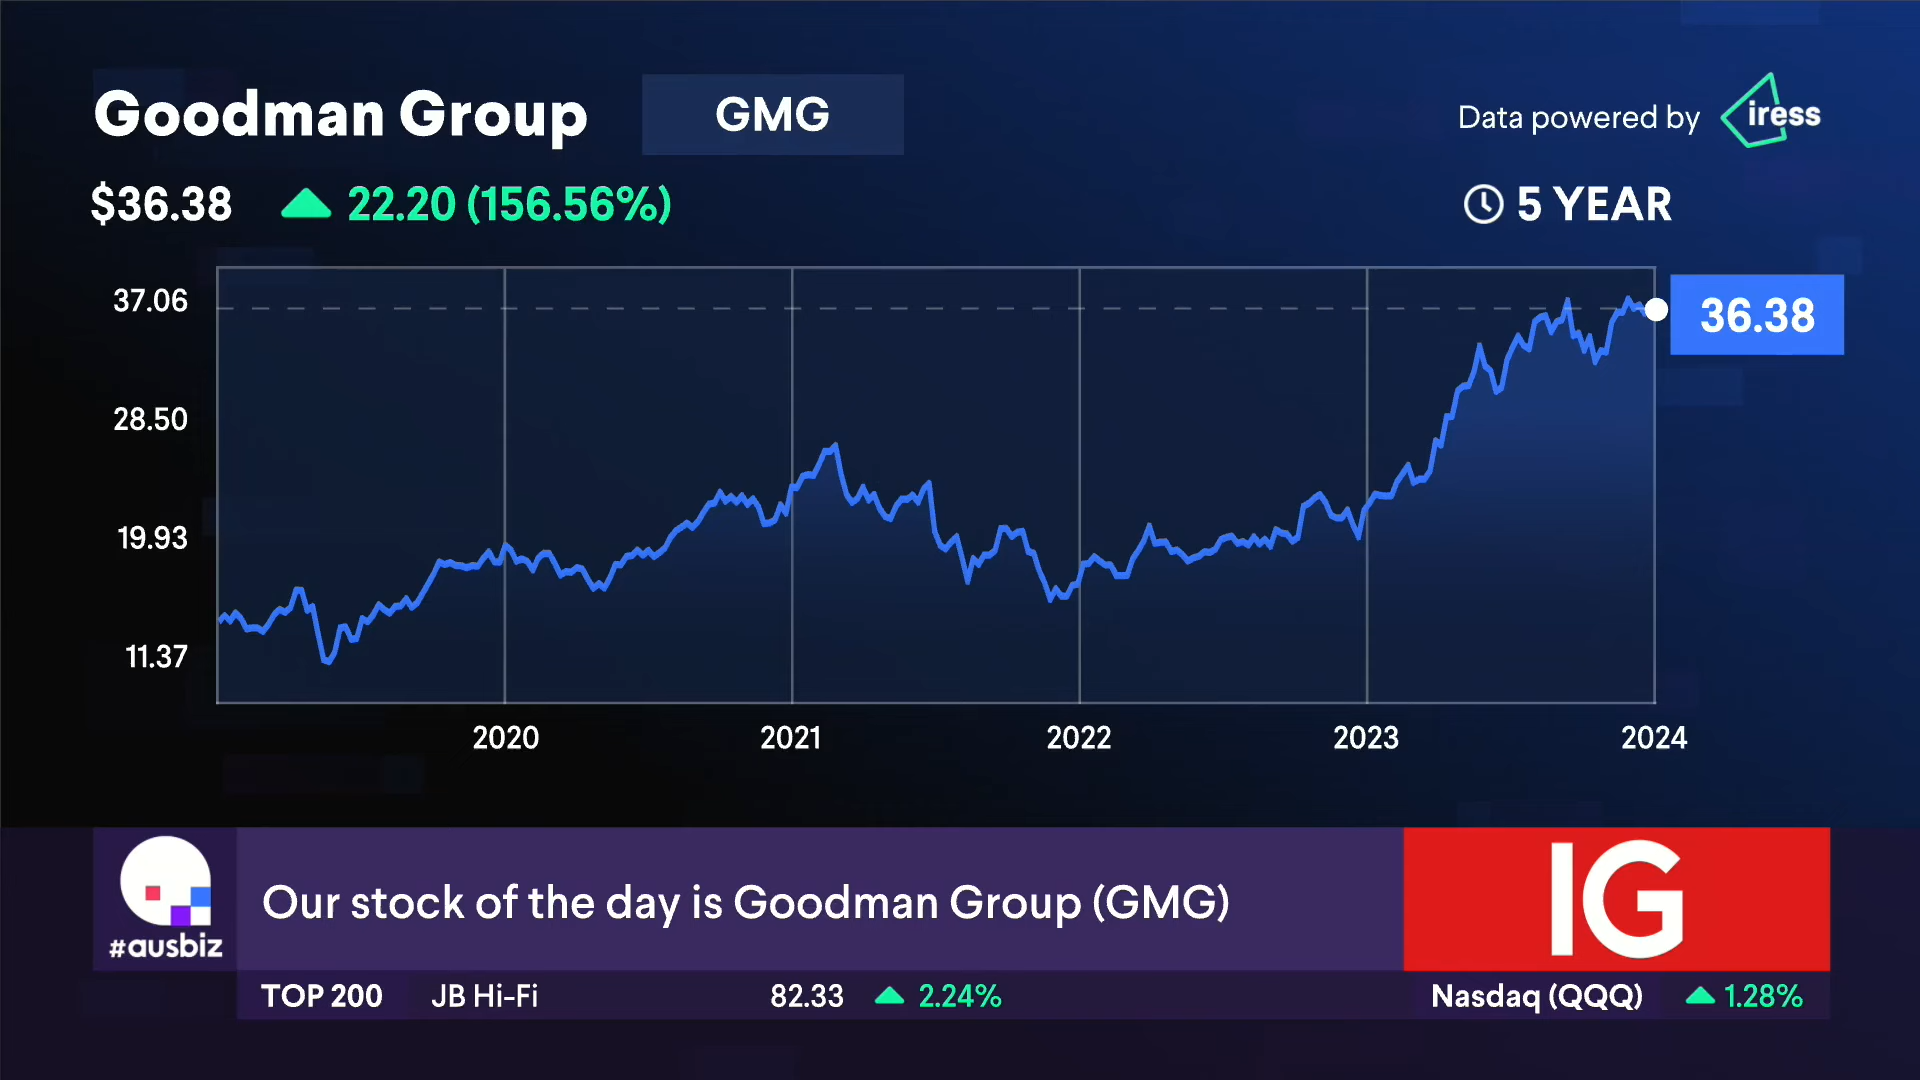 Goodman Group GMG
Data powered by iress
$36.38 22.20 (156.56%)
5 YEAR
37.06
28.50
19.93
11.37
36.38
2020 2021 2022 2023 2024
#ausbiz
Our stock of the day is Goodman Group (GMG)
IG
TOP 200 JB Hi-Fi 82.33 2.24% Nasdaq (QQQ) 1.28%